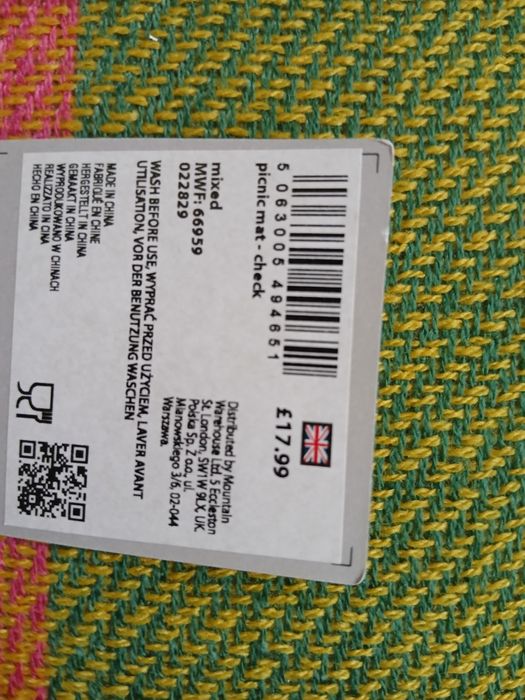 5 063005 494651
picnic mat - check
£17.99
mixed
MWF: 66959
022829
Distributed by Mountain
Warehouse Ltd, 5 Eccleston
St, London, SW1W 9LX, UK.
Polska Sp. Z o.o., ul.
Mianowskiego 3/6, 02-044
Warszawa.
WASH BEFORE USE, WYPRAĆ PRZED UŻYCIEM, LAVER AVANT
UTILISATION, VOR DER BENUTZUNG WASCHEN
MADE IN CHINA
FABRIQUÉ EN CHINE
HERGESTELLT IN CHINA
GEMAAKT IN CHINA
WYPRODUKOWANO W CHINACH
REALIZZATO IN CINA
HECHO EN CHINA